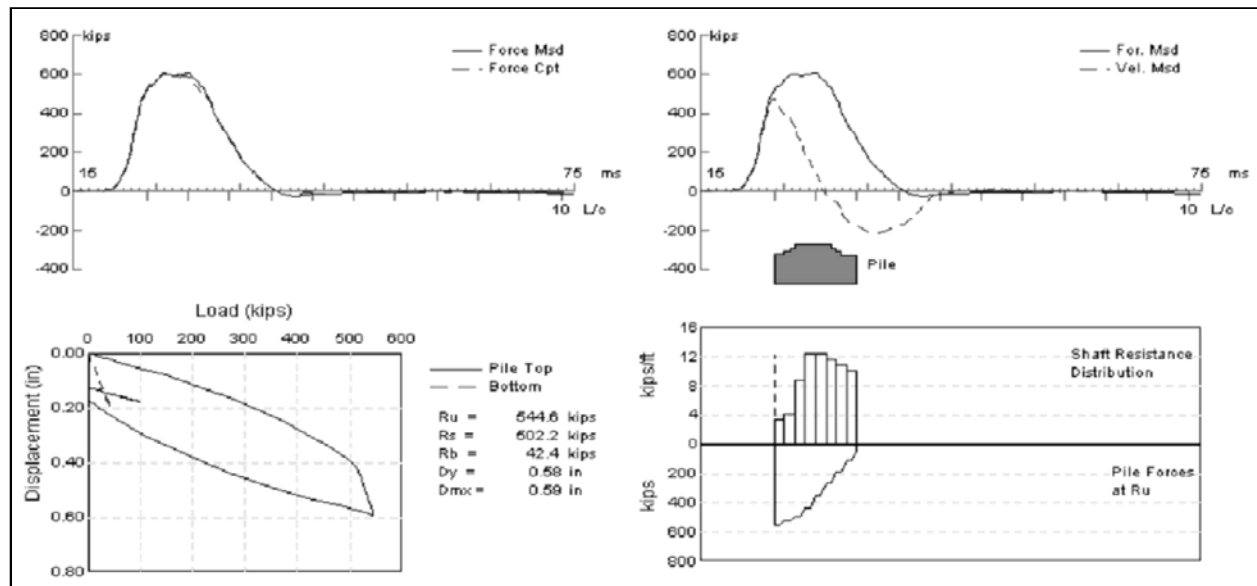 800 kips
600
400
200
0
-200
-400
15
75 ms
10 L/c
Force Msd
Force Cpt
800 kips
600
400
200
0
-200
-400
15
75 ms
10 L/c
For. Msd
Vel. Msd
Pile
Load (kips)
0 100 200 300 400 500 600
0.00
0.20
0.40
0.60
0.80
Displacement (in)
Pile Top
Bottom
Ru = 544.6 kips
Rs = 502.2 kips
Rb = 42.4 kips
Dy = 0.58 in
Dmx = 0.59 in
16
12
8
4
0
200
400
600
800
kips/ft
kips
Shaft Resistance
Distribution
Pile Forces
at Ru